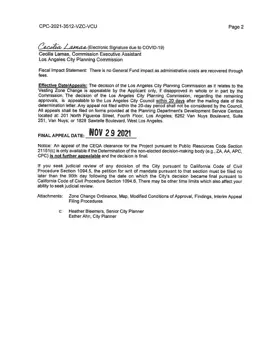 CPC-2021-3512-VZC-VCU Page 2
Cecilia Lamas (Electronic Signature due to COVID-19)
Cecilia Lamas, Commission Executive Assistant
Los Angeles City Planning Commission
Fiscal Impact Statement: There is no General Fund impact as administrative costs are recovered through
fees.
Effective Date/Appeals: The decision of the Los Angeles City Planning Commission as it relates to the
Vesting Zone Change is appealable by the Applicant only, if disapproved in whole or in part by the
Commission. The decision of the Los Angeles City Planning Commission, regarding the remaining
approvals, is appealable to the Los Angeles City Council within 20 days after the mailing date of this
determination letter. Any appeal not filed within the 20-day period shall not be considered by the Council.
All appeals shall be filed on forms provided at the Planning Department's Development Service Centers
located at: 201 North Figueroa Street, Fourth Floor, Los Angeles; 6262 Van Nuys Boulevard, Suite
251, Van Nuys; or 1828 Sawtelle Boulevard, West Los Angeles.
FINAL APPEAL DATE: NOV 29 2021
Notice: An appeal of the CEQA clearance for the Project pursuant to Public Resources Code Section
21151(c) is only available if the Determination of the non-elected decision-making body (e.g., ZA, AA, APC,
CPC) is not further appealable and the decision is final.
If you seek judicial review of any decision of the City pursuant to California Code of Civil
Procedure Section 1094.5, the petition for writ of mandate pursuant to that section must be filed no
later than the 90th day following the date on which the City's decision became final pursuant to
California Code of Civil Procedure Section 1094.6. There may be other time limits which also affect your
ability to seek judicial review.
Attachments: Zone Change Ordinance, Map, Modified Conditions of Approval, Findings, Interim Appeal
Filing Procedures
c: Heather Bleemers, Senior City Planner
Esther Ahn, City Planner